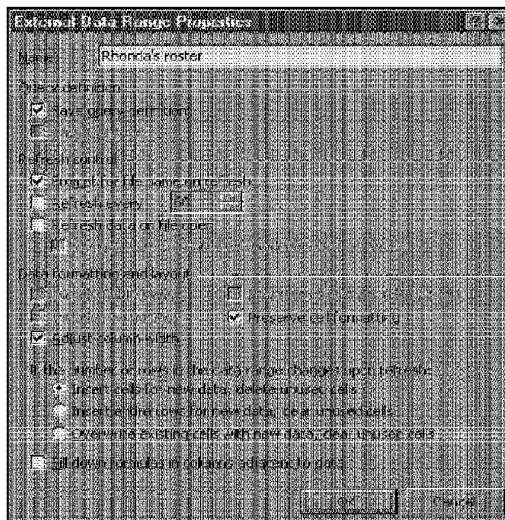 External Data Range Properties
Name: Rhonda's roster
Query definition
Save query definition
Refresh control
Prompt for file name on refresh
Refresh every 60
Refresh data on file open
Data formatting and layout
Preserve cell formatting
Adjust column width
If the number of rows in the data range changes upon refresh:
Insert cells for new data, delete unused cells
Insert entire rows for new data, clear unused cells
Overwrite existing cells with new data, clear unused cells
Fill down formulas in columns adjacent to data
OK Cancel